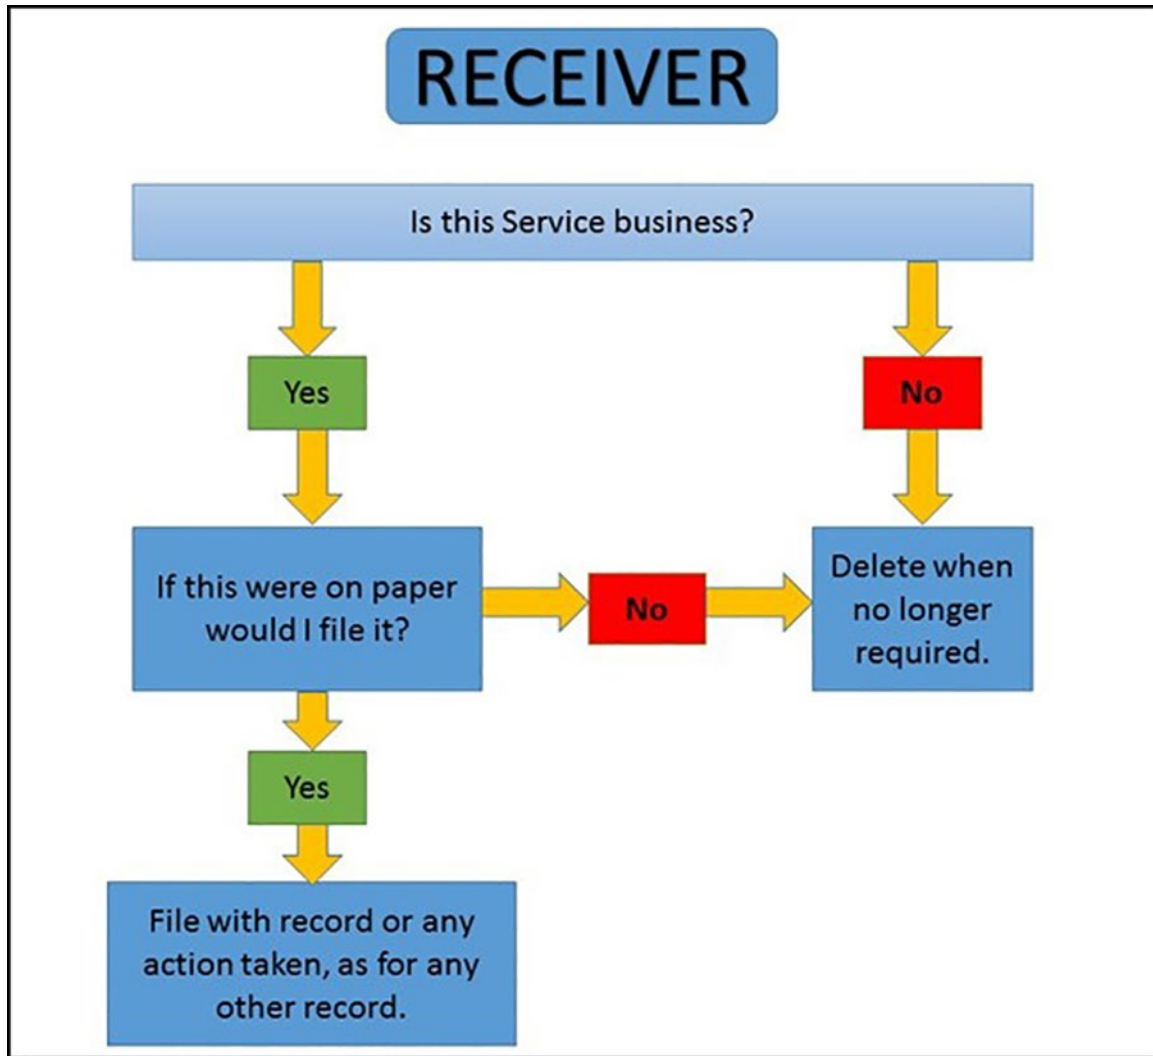 RECEIVER
Is this Service business?
Yes
No
If this were on paper
would I file it?
No
Delete when
no longer
required.
Yes
File with record or any
action taken, as for any
other record.